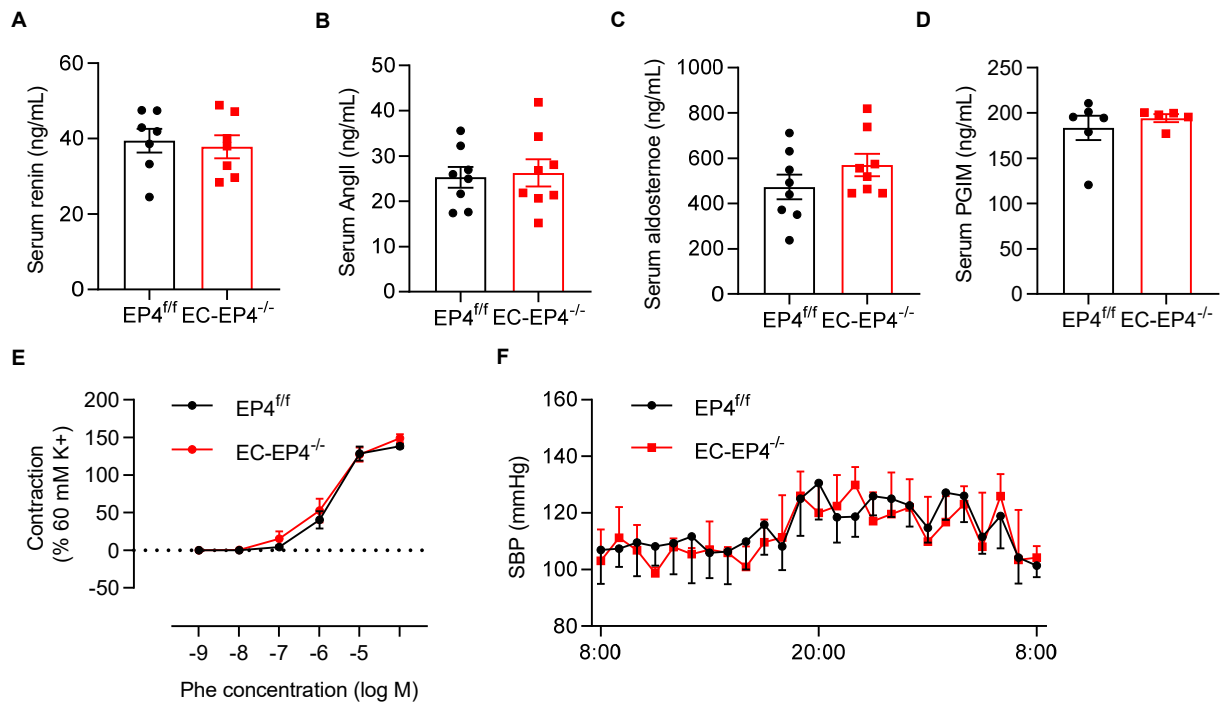 A
B
C
D
Serum renin (ng/mL)
60
40
20
0
EP4f/f EC-EP4-/-
Serum AngII (ng/mL)
50
40
30
20
10
0
EP4f/f EC-EP4-/-
Serum aldosternoe (ng/mL)
1000
800
600
400
200
0
EP4f/f EC-EP4-/-
Serum PGIM (ng/mL)
250
200
150
100
50
0
EP4f/f EC-EP4-/-
E
Contraction
(% 60 mM K+)
200
150
100
50
0
-50
EP4f/f
EC-EP4-/-
-9 -8 -7 -6 -5
Phe concentration (log M)
F
SBP (mmHg)
160
140
120
100
80
EP4f/f
EC-EP4-/-
8:00 20:00 8:00